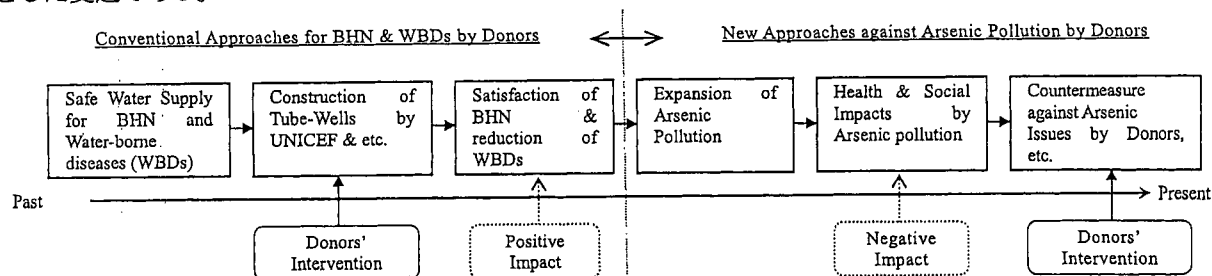 Conventional Approaches for BHN & WBDs by Donors
New Approaches against Arsenic Pollution by Donors
Safe Water Supply
for BHN and
Water-borne
diseases (WBDs)
Construction of
Tube-Wells by
UNICEF & etc.
Satisfaction of
BHN &
reduction of
WBDs
Expansion of
Arsenic
Pollution
Health & Social
Impacts by
Arsenic pollution
Countermeasure
against Arsenic
Issues by Donors,
etc.
Past
Present
Donors'
Intervention
Positive
Impact
Negative
Impact
Donors'
Intervention